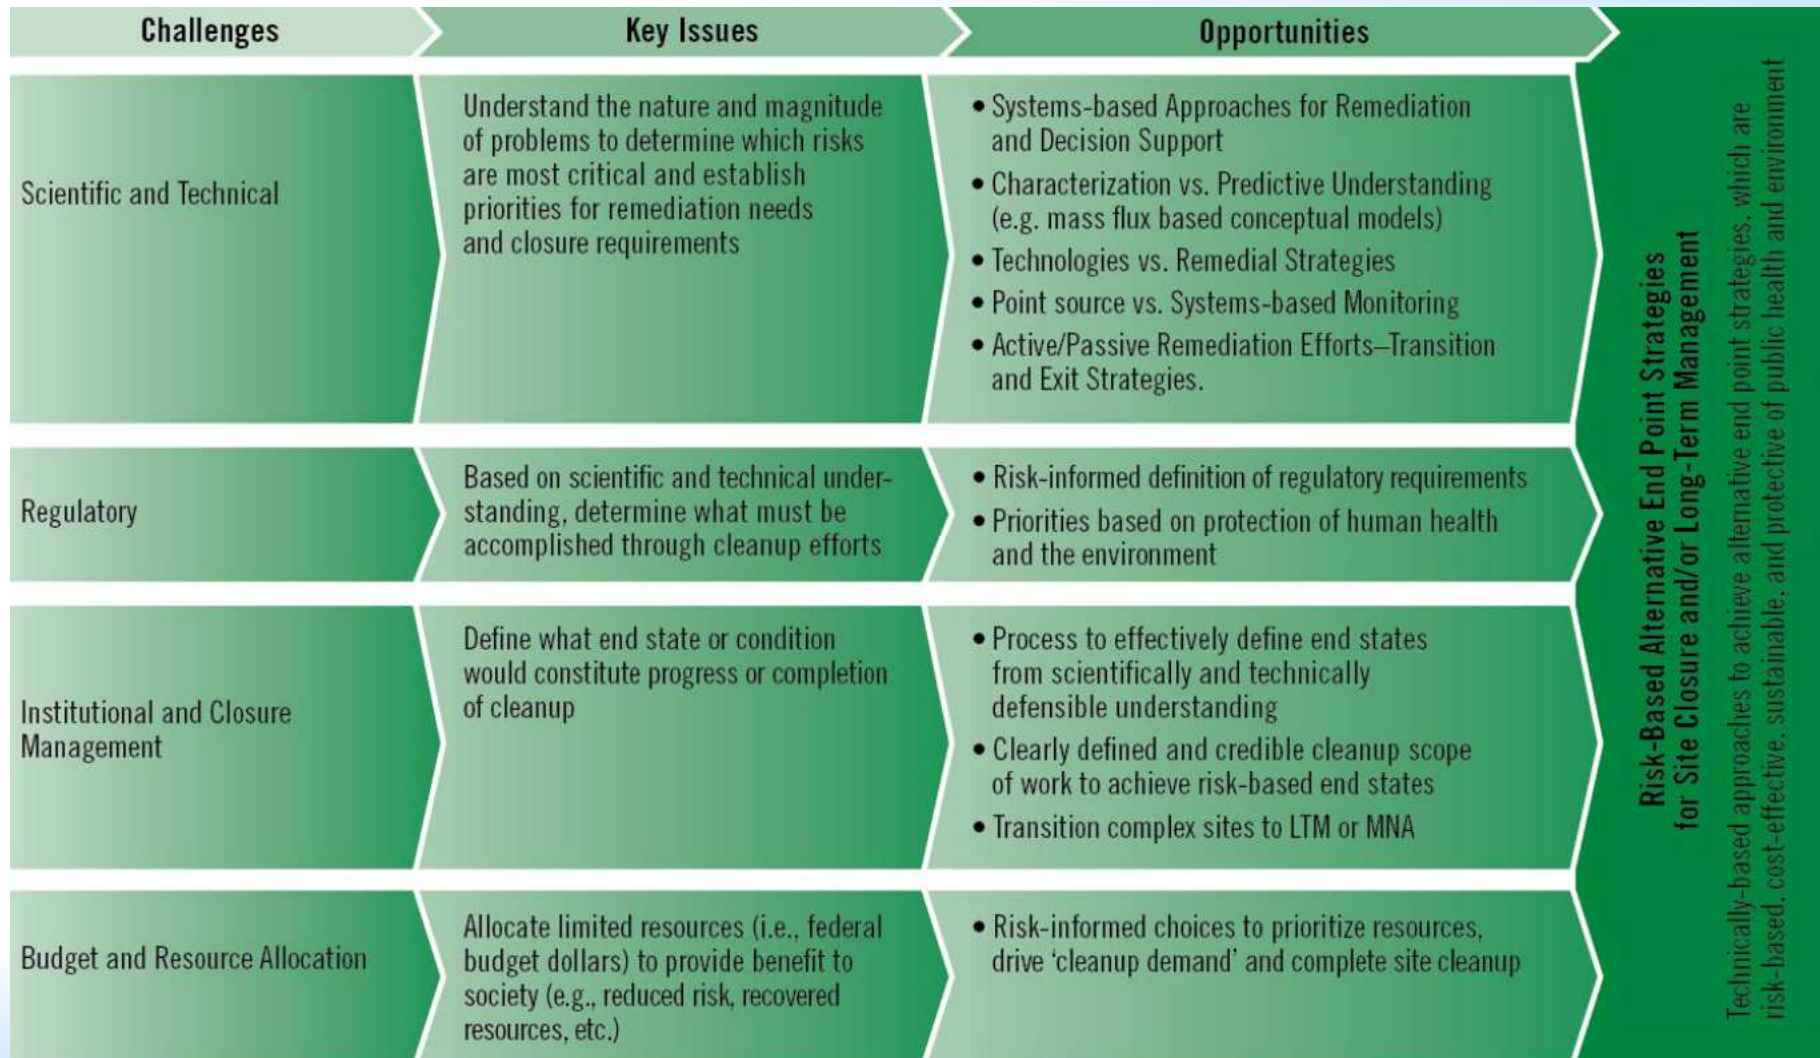 Challenges
Key Issues
Opportunities
Scientific and Technical
Understand the nature and magnitude
of problems to determine which risks
are most critical and establish
priorities for remediation needs
and closure requirements
• Systems-based Approaches for Remediation
and Decision Support
• Characterization vs. Predictive Understanding
(e.g. mass flux based conceptual models)
• Technologies vs. Remedial Strategies
• Point source vs. Systems-based Monitoring
• Active/Passive Remediation Efforts–Transition
and Exit Strategies.
Regulatory
Based on scientific and technical under-
standing, determine what must be
accomplished through cleanup efforts
• Risk-informed definition of regulatory requirements
• Priorities based on protection of human health
and the environment
Institutional and Closure
Management
Define what end state or condition
would constitute progress or completion
of cleanup
• Process to effectively define end states
from scientifically and technically
defensible understanding
• Clearly defined and credible cleanup scope
of work to achieve risk-based end states
• Transition complex sites to LTM or MNA
Budget and Resource Allocation
Allocate limited resources (i.e., federal
budget dollars) to provide benefit to
society (e.g., reduced risk, recovered
resources, etc.)
• Risk-informed choices to prioritize resources,
drive ‘cleanup demand’ and complete site cleanup
Risk-Based Alternative End Point Strategies
for Site Closure and/or Long-Term Management
Technically-based approaches to achieve alternative end point strategies, which are
risk-based, cost-effective, sustainable, and protective of public health and environment